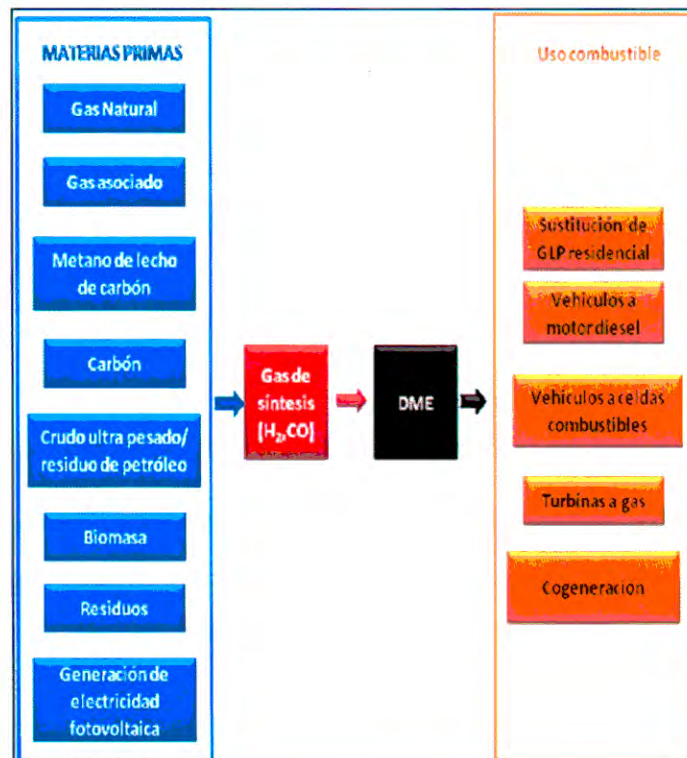 MATERIAS PRIMAS
Gas Natural
Gas asociado
Metano de lecho
de carbón
Carbón
Crudo ultra pesado/
residuo de petróleo
Biomasa
Residuos
Generación de
electricidad
fotovoltaica
Gas de
síntesis
(H₂,CO)
DME
Uso combustible
Sustitución de
GLP residencial
Vehículos a
motor diesel
Vehículos a celdas
combustibles
Turbinas a gas
Cogeneracion